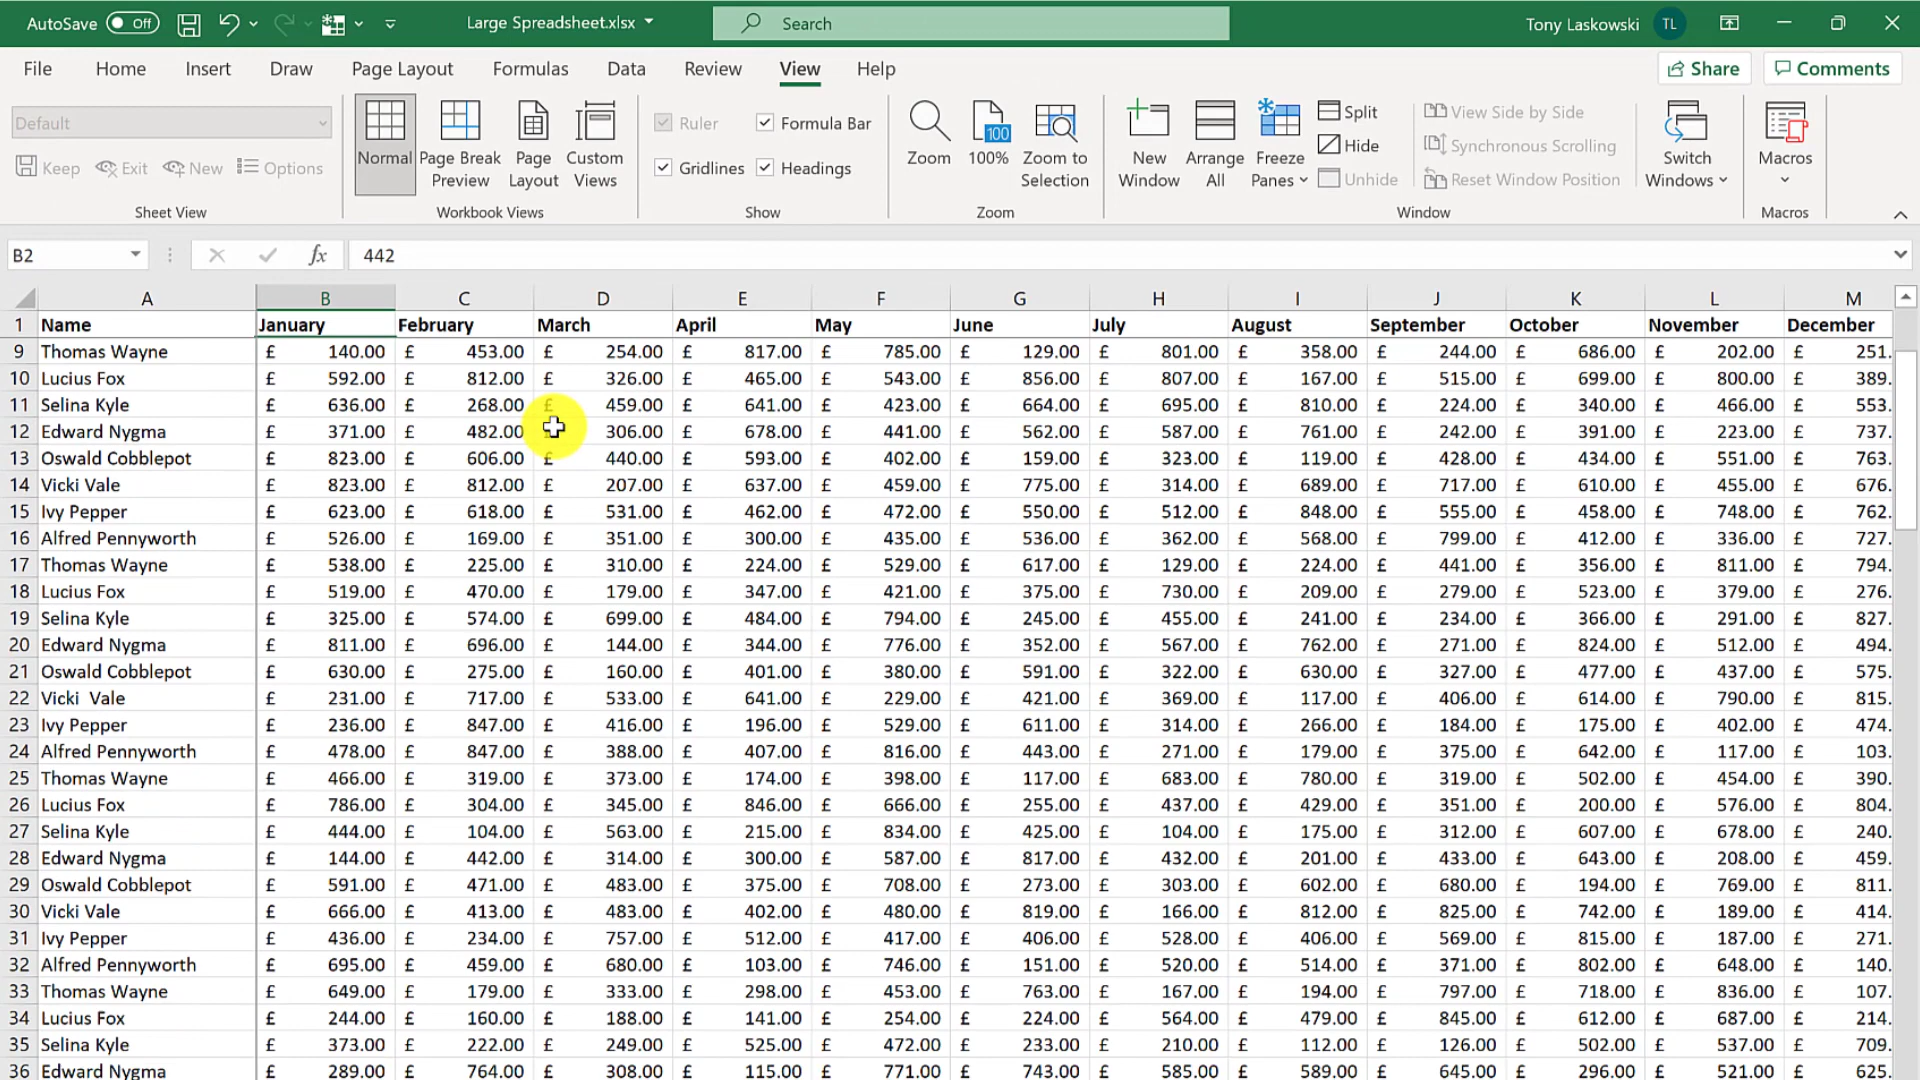 AutoSave Off Large Spreadsheet.xlsx Search Tony Laskowski TL
File Home Insert Draw Page Layout Formulas Data Review View Help Share Comments
Default
Keep Exit New Options
Sheet View
Normal Page Break Preview Page Layout Custom Views
Workbook Views
Ruler Formula Bar
Gridlines Headings
Show
Zoom 100 100% Zoom to Selection
Zoom
New Window Arrange All Freeze Panes
Split
Hide
Unhide
View Side by Side
Synchronous Scrolling
Reset Window Position
Switch Windows
Window
Macros
Macros
B2 fx 442
A B C D E F G H I J K L M
1 Name January February March April May June July August September October November December
9 Thomas Wayne £ 140.00 £ 453.00 £ 254.00 £ 817.00 £ 785.00 £ 129.00 £ 801.00 £ 358.00 £ 244.00 £ 686.00 £ 202.00 £ 251.
10 Lucius Fox £ 592.00 £ 812.00 £ 326.00 £ 465.00 £ 543.00 £ 856.00 £ 807.00 £ 167.00 £ 515.00 £ 699.00 £ 800.00 £ 389.
11 Selina Kyle £ 636.00 £ 268.00 £ 459.00 £ 641.00 £ 423.00 £ 664.00 £ 695.00 £ 810.00 £ 224.00 £ 340.00 £ 466.00 £ 553.
12 Edward Nygma £ 371.00 £ 482.00 306.00 £ 678.00 £ 441.00 £ 562.00 £ 587.00 £ 761.00 £ 242.00 £ 391.00 £ 223.00 £ 737.
13 Oswald Cobblepot £ 823.00 £ 606.00 £ 440.00 £ 593.00 £ 402.00 £ 159.00 £ 323.00 £ 119.00 £ 428.00 £ 434.00 £ 551.00 £ 763.
14 Vicki Vale £ 823.00 £ 812.00 £ 207.00 £ 637.00 £ 459.00 £ 775.00 £ 314.00 £ 689.00 £ 717.00 £ 610.00 £ 455.00 £ 676.
15 Ivy Pepper £ 623.00 £ 618.00 £ 531.00 £ 462.00 £ 472.00 £ 550.00 £ 512.00 £ 848.00 £ 555.00 £ 458.00 £ 748.00 £ 762.
16 Alfred Pennyworth £ 526.00 £ 169.00 £ 351.00 £ 300.00 £ 435.00 £ 536.00 £ 362.00 £ 568.00 £ 799.00 £ 412.00 £ 336.00 £ 727.
17 Thomas Wayne £ 538.00 £ 225.00 £ 310.00 £ 224.00 £ 529.00 £ 617.00 £ 129.00 £ 224.00 £ 441.00 £ 356.00 £ 811.00 £ 794.
18 Lucius Fox £ 519.00 £ 470.00 £ 179.00 £ 347.00 £ 421.00 £ 375.00 £ 730.00 £ 209.00 £ 279.00 £ 523.00 £ 379.00 £ 276.
19 Selina Kyle £ 325.00 £ 574.00 £ 699.00 £ 484.00 £ 794.00 £ 245.00 £ 455.00 £ 241.00 £ 234.00 £ 366.00 £ 291.00 £ 827.
20 Edward Nygma £ 811.00 £ 696.00 £ 144.00 £ 344.00 £ 776.00 £ 352.00 £ 567.00 £ 762.00 £ 271.00 £ 824.00 £ 512.00 £ 494.
21 Oswald Cobblepot £ 630.00 £ 275.00 £ 160.00 £ 401.00 £ 380.00 £ 591.00 £ 322.00 £ 630.00 £ 327.00 £ 477.00 £ 437.00 £ 575.
22 Vicki Vale £ 231.00 £ 717.00 £ 533.00 £ 641.00 £ 229.00 £ 421.00 £ 369.00 £ 117.00 £ 406.00 £ 614.00 £ 790.00 £ 815.
23 Ivy Pepper £ 236.00 £ 847.00 £ 416.00 £ 196.00 £ 529.00 £ 611.00 £ 314.00 £ 266.00 £ 184.00 £ 175.00 £ 402.00 £ 474.
24 Alfred Pennyworth £ 478.00 £ 847.00 £ 388.00 £ 407.00 £ 816.00 £ 443.00 £ 271.00 £ 179.00 £ 375.00 £ 642.00 £ 117.00 £ 103.
25 Thomas Wayne £ 466.00 £ 319.00 £ 373.00 £ 174.00 £ 398.00 £ 117.00 £ 683.00 £ 780.00 £ 319.00 £ 502.00 £ 454.00 £ 390.
26 Lucius Fox £ 786.00 £ 304.00 £ 345.00 £ 846.00 £ 666.00 £ 255.00 £ 437.00 £ 429.00 £ 351.00 £ 200.00 £ 576.00 £ 804.
27 Selina Kyle £ 444.00 £ 104.00 £ 563.00 £ 215.00 £ 834.00 £ 425.00 £ 104.00 £ 175.00 £ 312.00 £ 607.00 £ 678.00 £ 240.
28 Edward Nygma £ 144.00 £ 442.00 £ 314.00 £ 300.00 £ 587.00 £ 817.00 £ 432.00 £ 201.00 £ 433.00 £ 643.00 £ 208.00 £ 459.
29 Oswald Cobblepot £ 591.00 £ 471.00 £ 483.00 £ 375.00 £ 708.00 £ 273.00 £ 303.00 £ 602.00 £ 680.00 £ 194.00 £ 769.00 £ 811.
30 Vicki Vale £ 666.00 £ 413.00 £ 483.00 £ 402.00 £ 480.00 £ 819.00 £ 166.00 £ 812.00 £ 825.00 £ 742.00 £ 189.00 £ 414.
31 Ivy Pepper £ 436.00 £ 234.00 £ 757.00 £ 512.00 £ 417.00 £ 406.00 £ 528.00 £ 406.00 £ 569.00 £ 815.00 £ 187.00 £ 271.
32 Alfred Pennyworth £ 695.00 £ 459.00 £ 680.00 £ 103.00 £ 746.00 £ 151.00 £ 520.00 £ 514.00 £ 371.00 £ 802.00 £ 648.00 £ 140.
33 Thomas Wayne £ 649.00 £ 179.00 £ 333.00 £ 298.00 £ 453.00 £ 763.00 £ 167.00 £ 194.00 £ 797.00 £ 718.00 £ 836.00 £ 107.
34 Lucius Fox £ 244.00 £ 160.00 £ 188.00 £ 141.00 £ 254.00 £ 224.00 £ 564.00 £ 479.00 £ 845.00 £ 612.00 £ 687.00 £ 214.
35 Selina Kyle £ 373.00 £ 222.00 £ 249.00 £ 525.00 £ 472.00 £ 233.00 £ 210.00 £ 112.00 £ 126.00 £ 502.00 £ 537.00 £ 709.
36 Edward Nygma £ 289.00 £ 764.00 £ 308.00 £ 115.00 £ 771.00 £ 743.00 £ 585.00 £ 589.00 £ 645.00 £ 296.00 £ 521.00 £ 625.